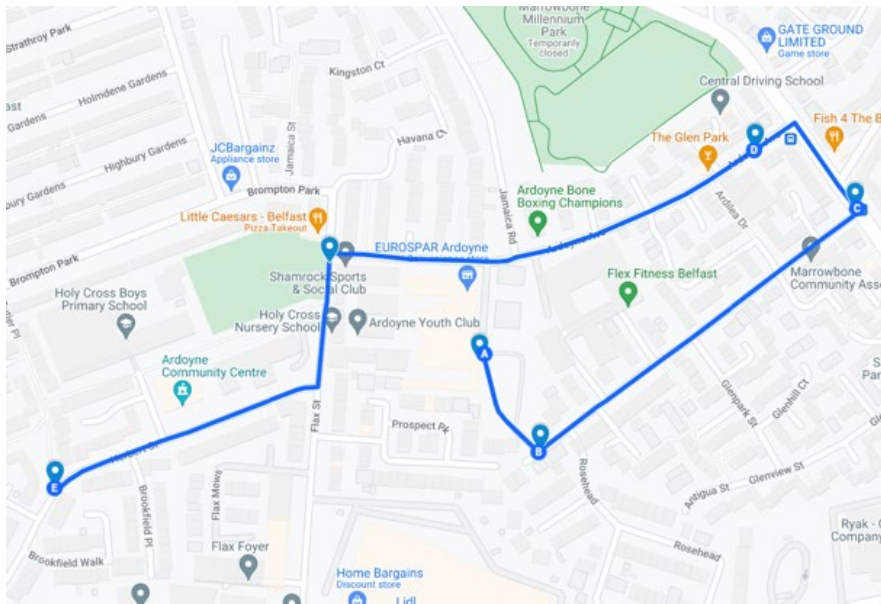 Marrowbone
Millennium
Park
Temporarily
closed
GATE GROUND
LIMITED
Game store
Strathroy Park
Kingston Ct
Holmdene Gardens
Central Driving School
Gardens
Jamaica St
Havana Ct
Fish 4 The B
The Glen Park
Highbury Gardens
JCBargainz
Appliance store
D
bury Gardens
Brompton Park
Jamaica Rd
Ardoyne Bone
Boxing Champions
Ardilea Dr
C
Little Caesars - Belfast
Pizza Takeout
EUROSPAR Ardoyne
Ardoyne Ave
Brompton Park
Shamrock Sports
& Social Club
Flex Fitness Belfast
Marrowbone
Community Asso
Holy Cross Boys
Primary School
Holy Cross
Nursery School
Ardoyne Youth Club
A
Ardoyne
Community Centre
Glenpark St
Glenhill Ct
Flax St
Prospect Pk
B
Rosehead
Glenview St
E
Antigua St
Brookfield Pl
Flax Mews
Ryak - C
Company
Flax Foyer
Rosehead
Brookfield Walk
Home Bargains
Discount store
Lidl